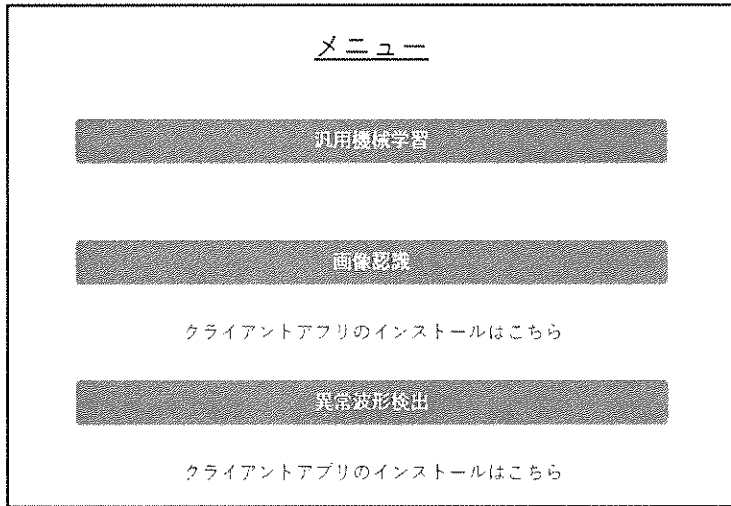 メニュー
汎用機械学習
画像認識
クライアントアプリのインストールはこちら
異常波形検出
クライアントアプリのインストールはこちら